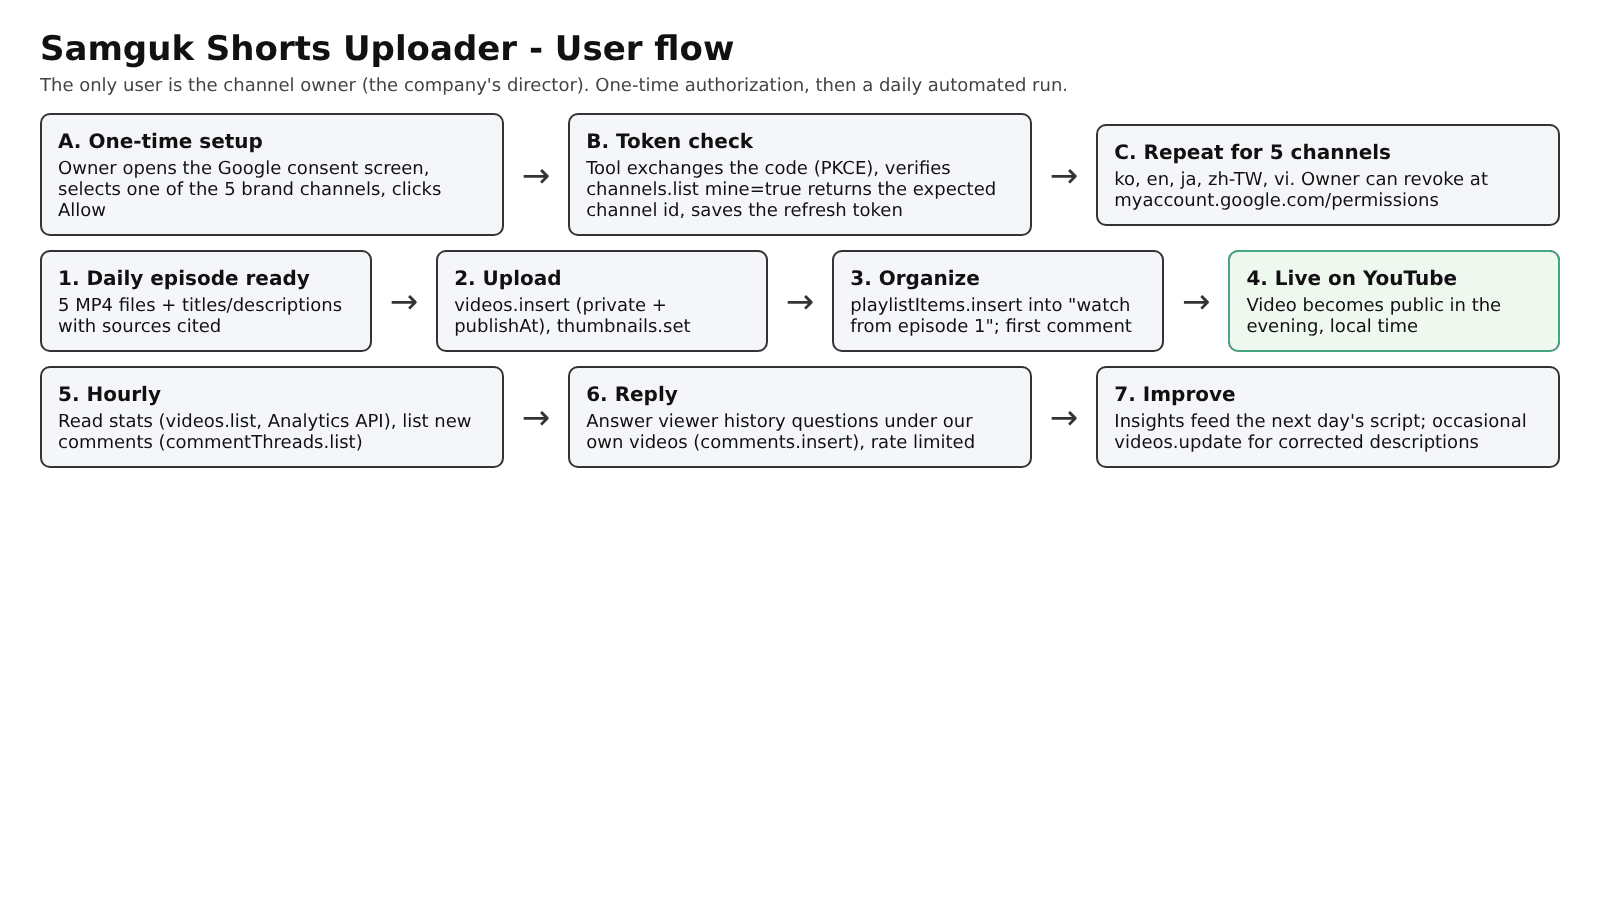 Samguk Shorts Uploader - User flow
The only user is the channel owner (the company's director). One-time authorization, then a daily automated run.
A. One-time setup
Owner opens the Google consent screen,
selects one of the 5 brand channels, clicks
Allow
→
B. Token check
Tool exchanges the code (PKCE), verifies
channels.list mine=true returns the expected
channel id, saves the refresh token
→
C. Repeat for 5 channels
ko, en, ja, zh-TW, vi. Owner can revoke at
myaccount.google.com/permissions
1. Daily episode ready
5 MP4 files + titles/descriptions
with sources cited
→
2. Upload
videos.insert (private +
publishAt), thumbnails.set
→
3. Organize
playlistItems.insert into "watch
from episode 1"; first comment
→
4. Live on YouTube
Video becomes public in the
evening, local time
5. Hourly
Read stats (videos.list, Analytics API), list new
comments (commentThreads.list)
→
6. Reply
Answer viewer history questions under our
own videos (comments.insert), rate limited
→
7. Improve
Insights feed the next day's script; occasional
videos.update for corrected descriptions